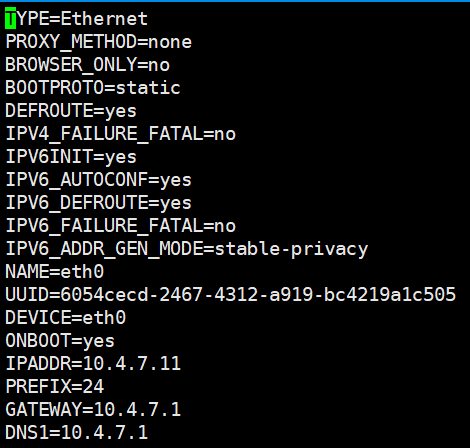 TYPE=Ethernet
PROXY_METHOD=none
BROWSER_ONLY=no
BOOTPROTO=static
DEFROUTE=yes
IPV4_FAILURE_FATAL=no
IPV6INIT=yes
IPV6_AUTOCONF=yes
IPV6_DEFROUTE=yes
IPV6_FAILURE_FATAL=no
IPV6_ADDR_GEN_MODE=stable-privacy
NAME=eth0
UUID=6054cecd-2467-4312-a919-bc4219a1c505
DEVICE=eth0
ONBOOT=yes
IPADDR=10.4.7.11
PREFIX=24
GATEWAY=10.4.7.1
DNS1=10.4.7.1